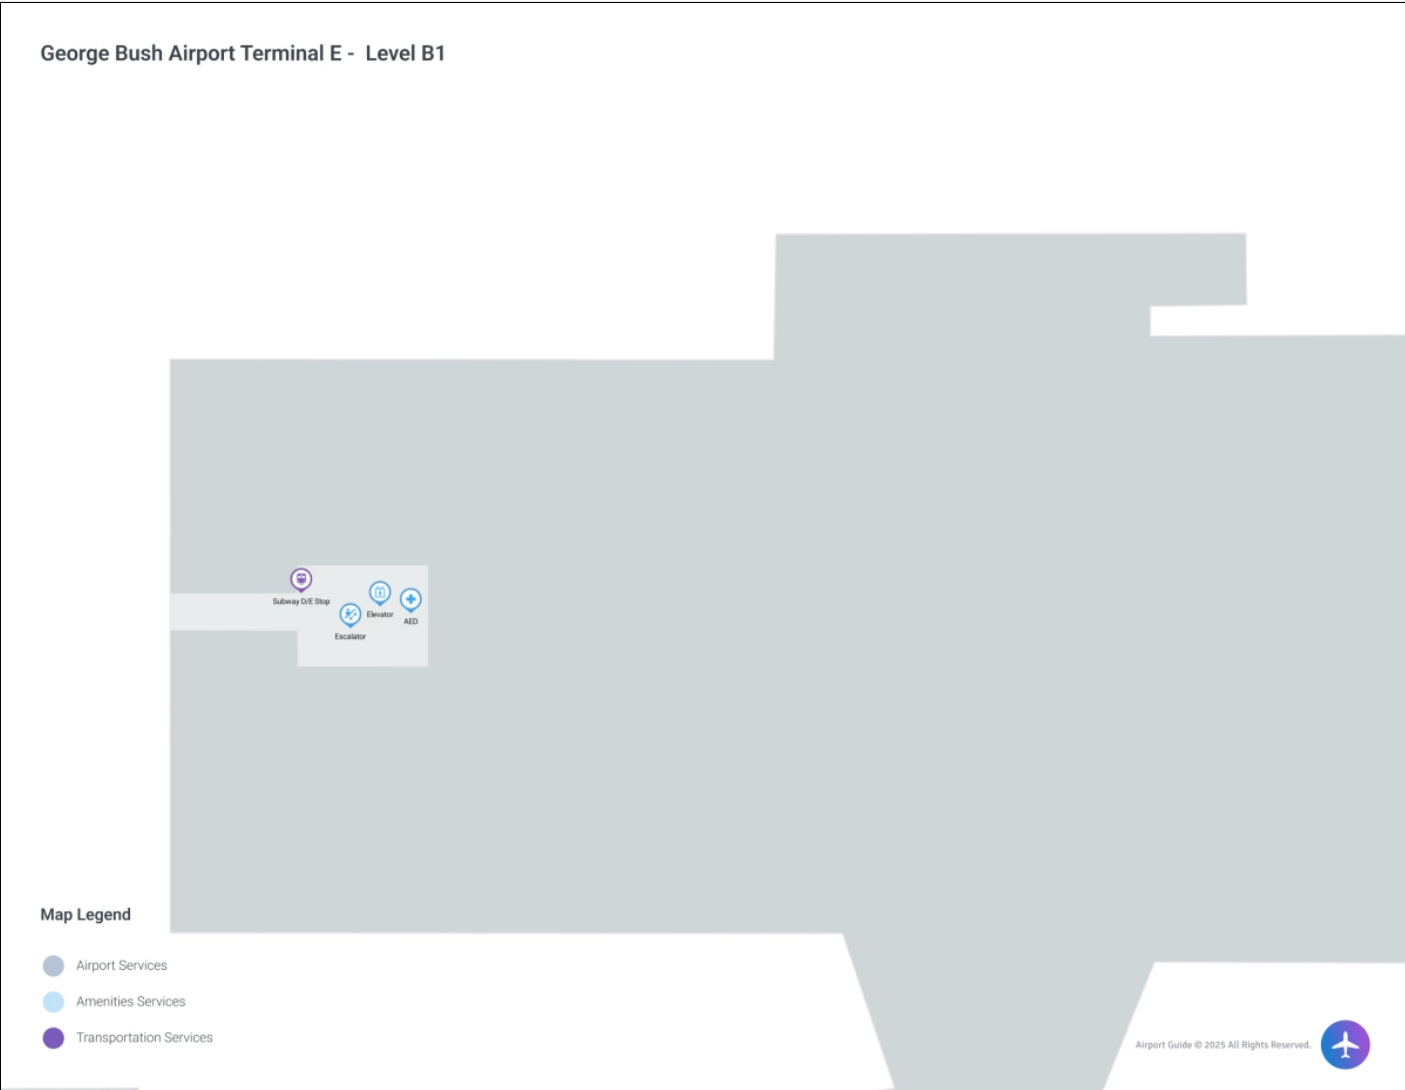 George Bush Airport Terminal E - Level B1
Subway D/E Stop
Elevator
AED
Escalator
Map Legend
Airport Services
Amenities Services
Transportation Services
Airport Guide © 2025 All Rights Reserved.